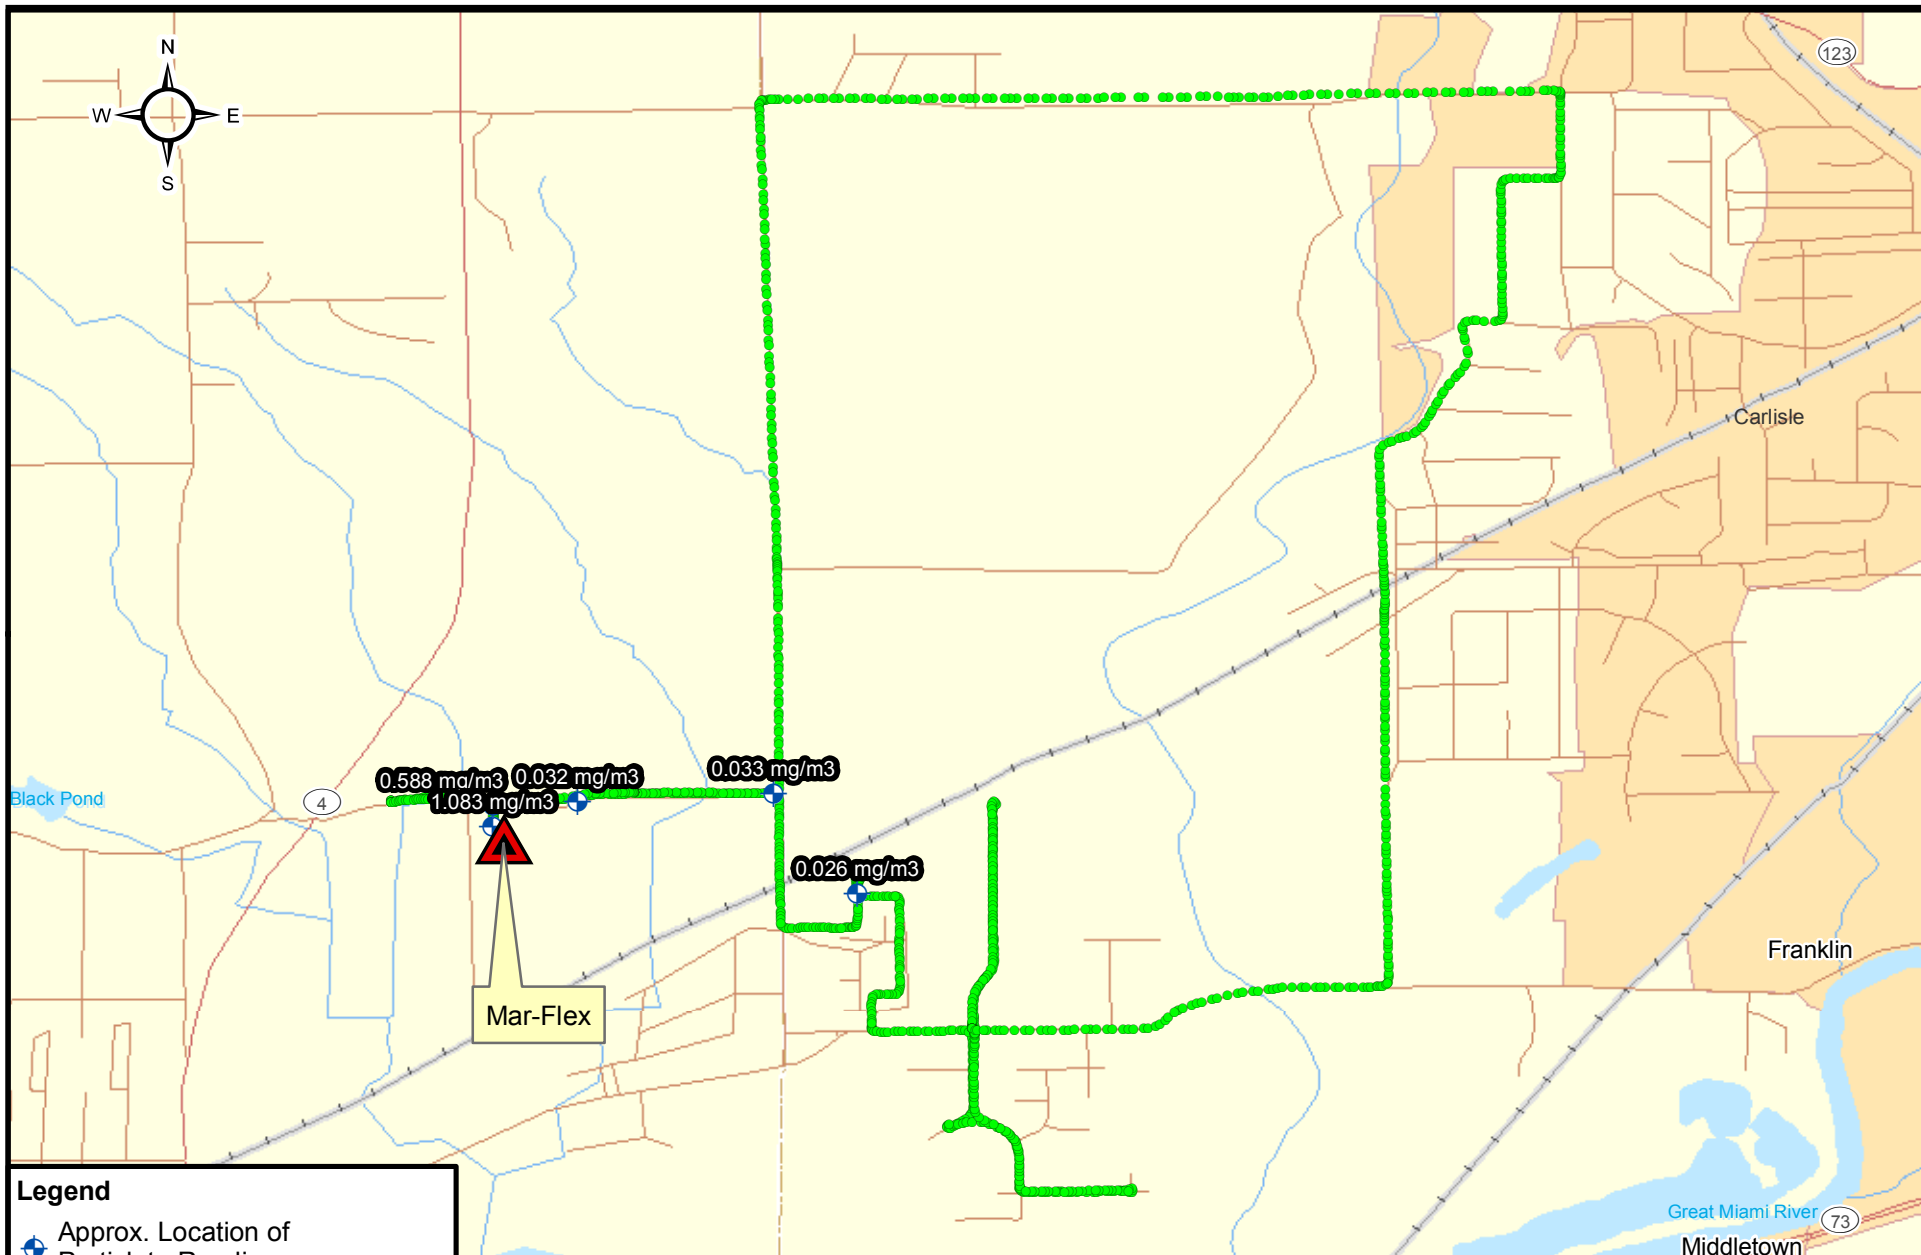 N
W
E
S
123
Carlisle
0.588 mg/m3
0.032 mg/m3
0.033 mg/m3
1.083 mg/m3
Black Pond
4
0.026 mg/m3
Franklin
Mar-Flex
Legend
Approx. Location of
Great Miami River
73
Middletown